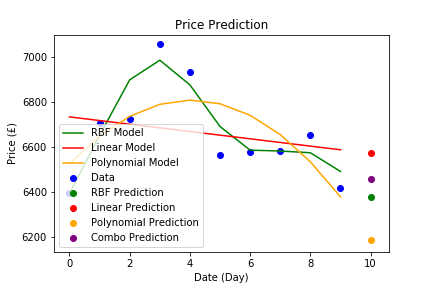 Price Prediction
7000
6800
6600
6400
6200
Price (£)
RBF Model
Linear Model
Polynomial Model
Data
RBF Prediction
Linear Prediction
Polynomial Prediction
Combo Prediction
0 2 4 6 8 10
Date (Day)